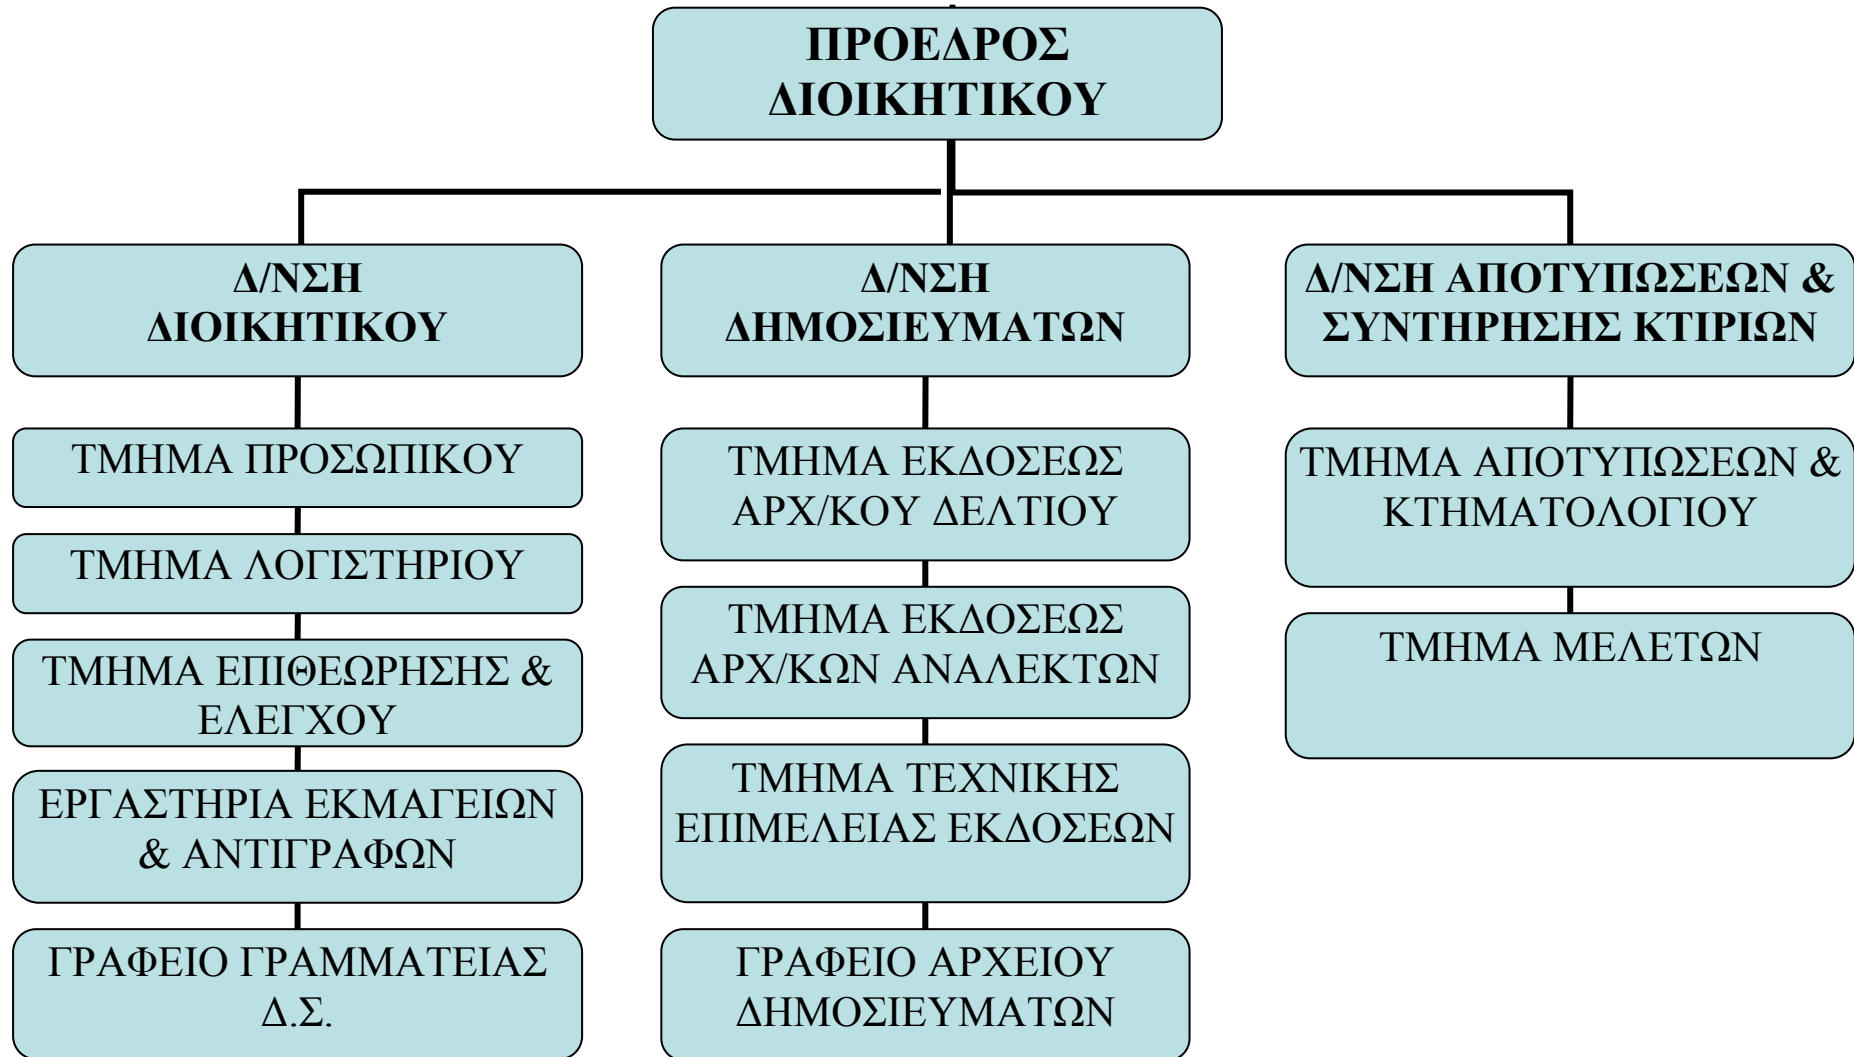 ΠΡΟΕΔΡΟΣ
ΔΙΟΙΚΗΤΙΚΟΥ
Δ/ΝΣΗ
ΔΙΟΙΚΗΤΙΚΟΥ
ΤΜΗΜΑ ΠΡΟΣΩΠΙΚΟΥ
ΤΜΗΜΑ ΛΟΓΙΣΤΗΡΙΟΥ
ΤΜΗΜΑ ΕΠΙΘΕΩΡΗΣΗΣ &
ΕΛΕΓΧΟΥ
ΕΡΓΑΣΤΗΡΙΑ ΕΚΜΑΓΕΙΩΝ
& ΑΝΤΙΓΡΑΦΩΝ
ΓΡΑΦΕΙΟ ΓΡΑΜΜΑΤΕΙΑΣ
Δ.Σ.
Δ/ΝΣΗ
ΔΗΜΟΣΙΕΥΜΑΤΩΝ
ΤΜΗΜΑ ΕΚΔΟΣΕΩΣ
ΑΡΧ/ΚΟΥ ΔΕΛΤΙΟΥ
ΤΜΗΜΑ ΕΚΔΟΣΕΩΣ
ΑΡΧ/ΚΩΝ ΑΝΑΛΕΚΤΩΝ
ΤΜΗΜΑ ΤΕΧΝΙΚΗΣ
ΕΠΙΜΕΛΕΙΑΣ ΕΚΔΟΣΕΩΝ
ΓΡΑΦΕΙΟ ΑΡΧΕΙΟΥ
ΔΗΜΟΣΙΕΥΜΑΤΩΝ
Δ/ΝΣΗ ΑΠΟΤΥΠΩΣΕΩΝ &
ΣΥΝΤΗΡΗΣΗΣ ΚΤΙΡΙΩΝ
ΤΜΗΜΑ ΑΠΟΤΥΠΩΣΕΩΝ &
ΚΤΗΜΑΤΟΛΟΓΙΟΥ
ΤΜΗΜΑ ΜΕΛΕΤΩΝ